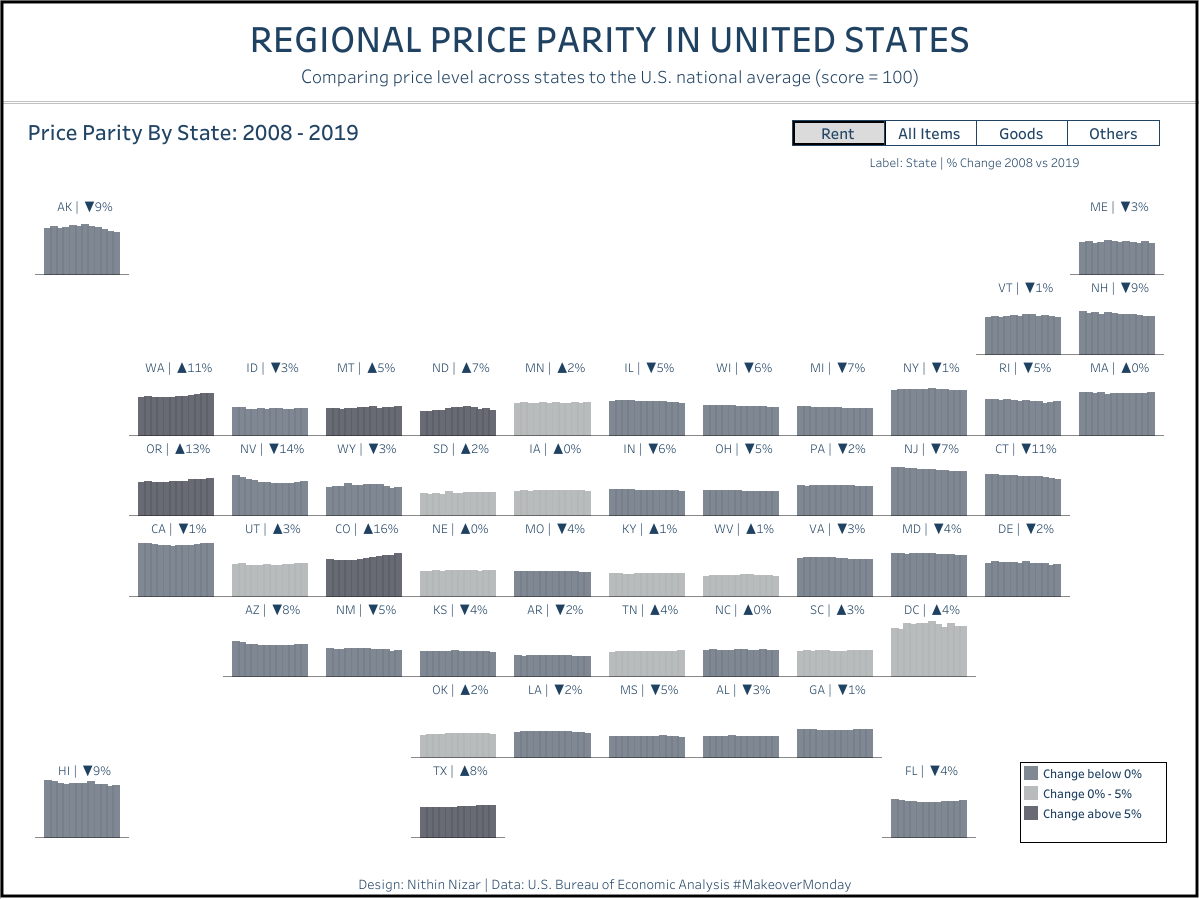 REGIONAL PRICE PARITY IN UNITED STATES
Comparing price level across states to the U.S. national average (score = 100)
Price Parity By State: 2008 - 2019
Rent All Items Goods Others
Label: State | % Change 2008 vs 2019
AK | ▼9% ME | ▼3%
VT | ▼1% NH | ▼9%
WA | ▲11% ID | ▼3% MT | ▲5% ND | ▲7% MN | ▲2% IL | ▼5% WI | ▼6% MI | ▼7% NY | ▼1% RI | ▼5% MA | ▲0%
OR | ▲13% NV | ▼14% WY | ▼3% SD | ▲2% IA | ▲0% IN | ▼6% OH | ▼5% PA | ▼2% NJ | ▼7% CT | ▼11%
CA | ▼1% UT | ▲3% CO | ▲16% NE | ▲0% MO | ▼4% KY | ▲1% WV | ▲1% VA | ▼3% MD | ▼4% DE | ▼2%
AZ | ▼8% NM | ▼5% KS | ▼4% AR | ▼2% TN | ▲4% NC | ▲0% SC | ▲3% DC | ▲4%
OK | ▲2% LA | ▼2% MS | ▼5% AL | ▼3% GA | ▼1%
HI | ▼9% TX | ▲8% FL | ▼4%
Change below 0%
Change 0% - 5%
Change above 5%
Design: Nithin Nizar | Data: U.S. Bureau of Economic Analysis #MakeoverMonday